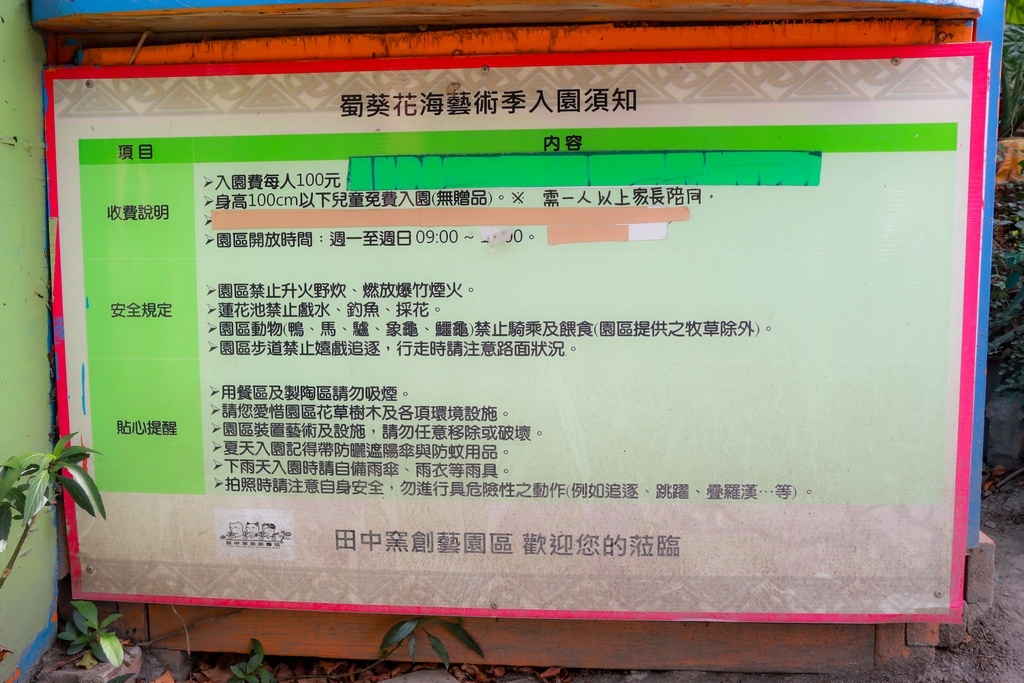 蜀葵花海藝術季入園須知
項目 內容
收費說明
➢入園費每人100元
➢身高100cm以下兒童免費入園(無贈品)。※ 需一人以上家長陪同，
➢
➢園區開放時間：週一至週日 09:00 ~ :00。
安全規定
➢園區禁止升火野炊、燃放爆竹煙火。
➢蓮花池禁止戲水、釣魚、採花。
➢園區動物(鴨、馬、驢、象龜、鱷龜)禁止騎乘及餵食(園區提供之牧草除外)。
➢園區步道禁止嬉戲追逐，行走時請注意路面狀況。
貼心提醒
➢用餐區及製陶區請勿吸煙。
➢請您愛惜園區花草樹木及各項環境設施。
➢園區裝置藝術及設施，請勿任意移除或破壞。
➢夏天入園記得帶防曬遮陽傘與防蚊用品。
➢下雨天入園時請自備雨傘、雨衣等雨具。
➢拍照時請注意自身安全，勿進行具危險性之動作(例如追逐、跳躍、疊羅漢…等)。
田中窯創藝園區
田中窯創藝園區 歡迎您的蒞臨